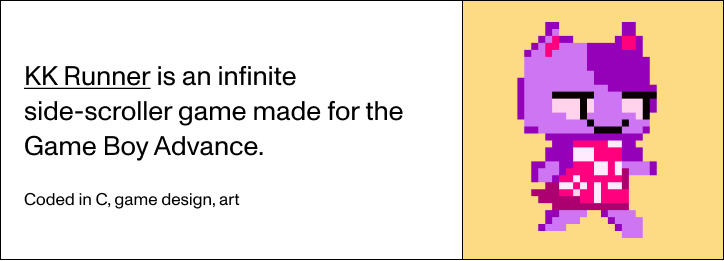 KK Runner is an infinite
side-scroller game made for the
Game Boy Advance.
Coded in C, game design, art